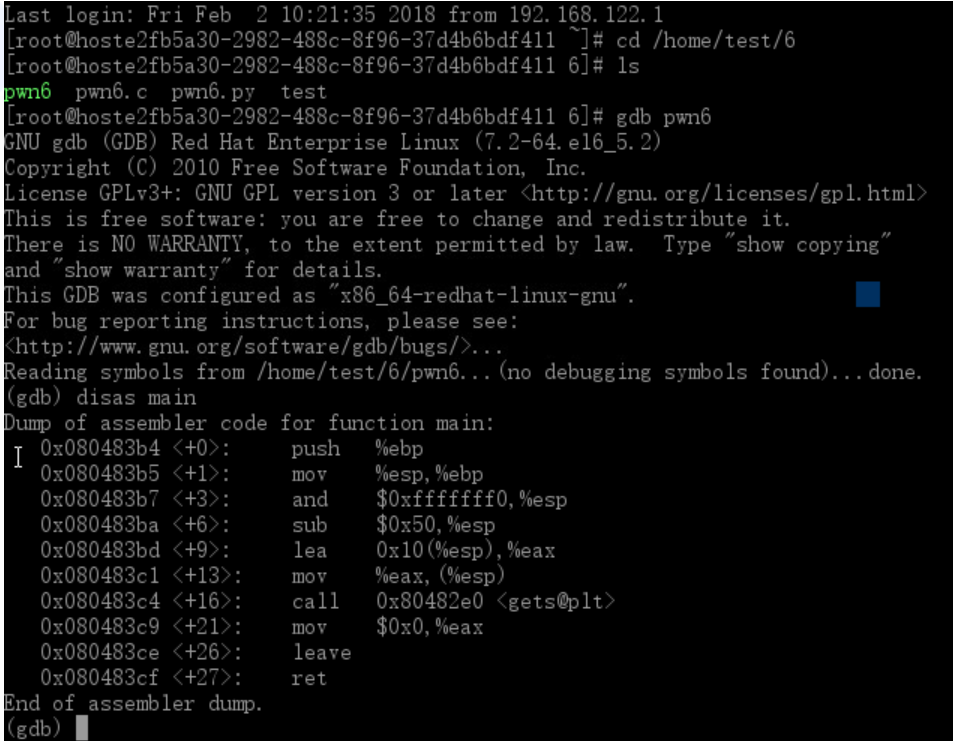 Last login: Fri Feb  2 10:21:35 2018 from 192.168.122.1
[root@hoste2fb5a30-2982-488c-8f96-37d4b6bdf411 ~]# cd /home/test/6
[root@hoste2fb5a30-2982-488c-8f96-37d4b6bdf411 6]# ls
pwn6  pwn6.c  pwn6.py  test
[root@hoste2fb5a30-2982-488c-8f96-37d4b6bdf411 6]# gdb pwn6
GNU gdb (GDB) Red Hat Enterprise Linux (7.2-64.el6_5.2)
Copyright (C) 2010 Free Software Foundation, Inc.
License GPLv3+: GNU GPL version 3 or later <http://gnu.org/licenses/gpl.html>
This is free software: you are free to change and redistribute it.
There is NO WARRANTY, to the extent permitted by law.  Type "show copying"
and "show warranty" for details.
This GDB was configured as "x86_64-redhat-linux-gnu".
For bug reporting instructions, please see:
<http://www.gnu.org/software/gdb/bugs/>...
Reading symbols from /home/test/6/pwn6...(no debugging symbols found)...done.
(gdb) disas main
Dump of assembler code for function main:
   0x080483b4 <+0>:     push   %ebp
   0x080483b5 <+1>:     mov    %esp,%ebp
   0x080483b7 <+3>:     and    $0xfffffff0,%esp
   0x080483ba <+6>:     sub    $0x50,%esp
   0x080483bd <+9>:     lea    0x10(%esp),%eax
   0x080483c1 <+13>:    mov    %eax,(%esp)
   0x080483c4 <+16>:    call   0x80482e0 <gets@plt>
   0x080483c9 <+21>:    mov    $0x0,%eax
   0x080483ce <+26>:    leave
   0x080483cf <+27>:    ret
End of assembler dump.
(gdb)